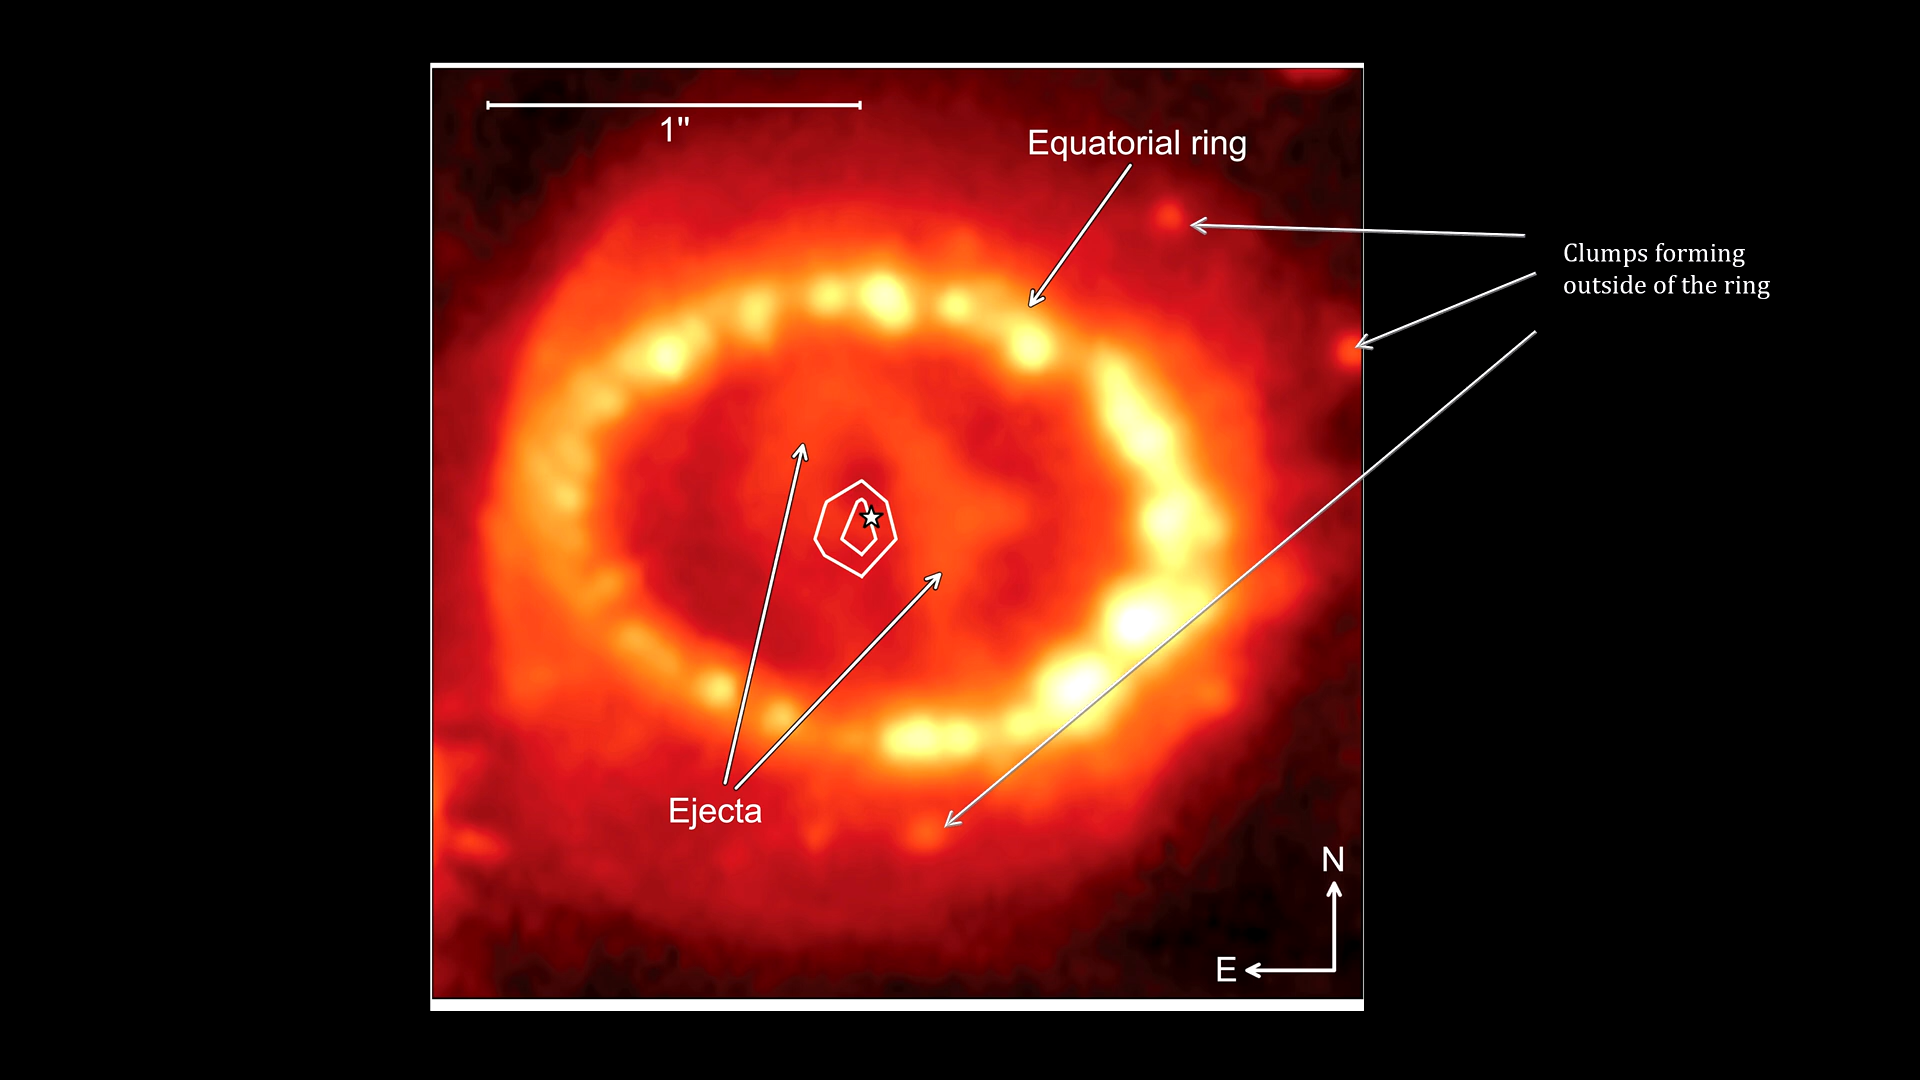 1"
Equatorial ring
Clumps forming
outside of the ring
Ejecta
N
E